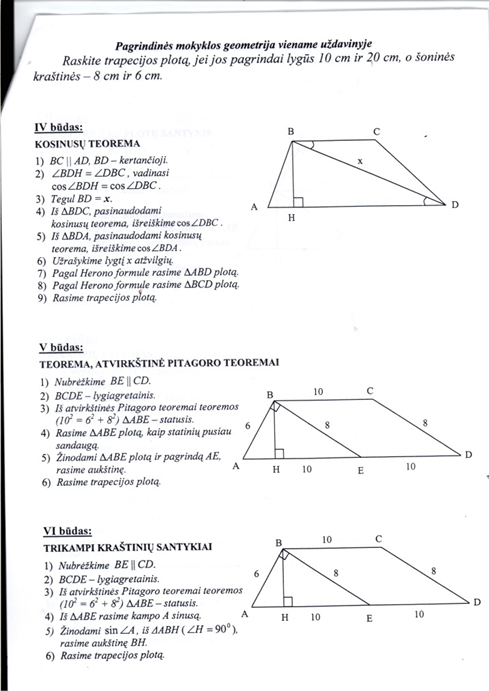 Pagrindinės mokyklos geometrija viename uždavinyje
Raskite trapecijos plotą, jei jos pagrindai lygūs 10 cm ir 20 cm, o šoninės
kraštinės – 8 cm ir 6 cm.
IV būdas:
KOSINUSŲ TEOREMA
1) BC || AD, BD – kertančioji.
2) ∠BDH = ∠DBC, vadinasi
cos∠BDH = cos∠DBC.
3) Tegul BD = x.
4) Iš ΔBDC, pasinaudodami
kosinusų teorema, išreiškime cos∠DBC.
5) Iš ΔBDA, pasinaudodami kosinusų
teorema, išreiškime cos∠BDA.
6) Užrašykime lygtį x atžvilgių.
7) Pagal Herono formule rasime ΔABD plotą.
8) Pagal Herono formule rasime ΔBCD plotą.
9) Rasime trapecijos plotą.
B
C
x
A
H
D
V būdas:
TEOREMA, ATVIRKŠTINĖ PITAGORO TEOREMAI
1) Nubrėžkime BE || CD.
2) BCDE – lygiagretainis.
3) Iš atvirkštinės Pitagoro teoremai teoremos
(10² = 6² + 8²) ΔABE – statusis.
4) Rasime ΔABE plotą, kaip statinių pusiau
sandaugą.
5) Žinodami ΔABE plotą ir pagrindą AE,
rasime aukštinę.
6) Rasime trapecijos plotą.
10
B
C
6
8
8
A
H
10
E
10
D
VI būdas:
TRIKAMPI KRAŠTINIŲ SANTYKIAI
1) Nubrėžkime BE || CD.
2) BCDE – lygiagretainis.
3) Iš atvirkštinės Pitagoro teoremai teoremos
(10² = 6² + 8²) ΔABE – statusis.
4) Iš ΔABE rasime kampo A sinusą.
5) Žinodami sin∠A, iš ΔABH (∠H = 90⁰),
rasime aukštinę BH.
6) Rasime trapecijos plotą.
10
B
C
6
8
8
A
H
10
E
10
D